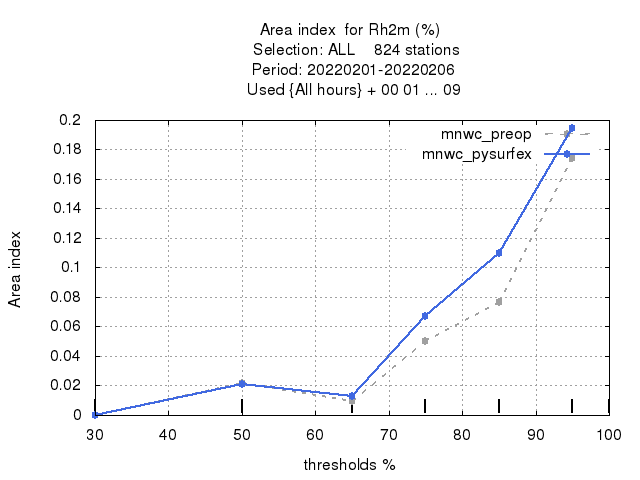 Area index  for Rh2m (%)
Selection: ALL    824 stations
Period: 20220201-20220206
Used {All hours} + 00 01 ... 09
mnwc_preop
mnwc_pysurfex
Area index
0.2
0.18
0.16
0.14
0.12
0.1
0.08
0.06
0.04
0.02
0
30 40 50 60 70 80 90 100
thresholds %